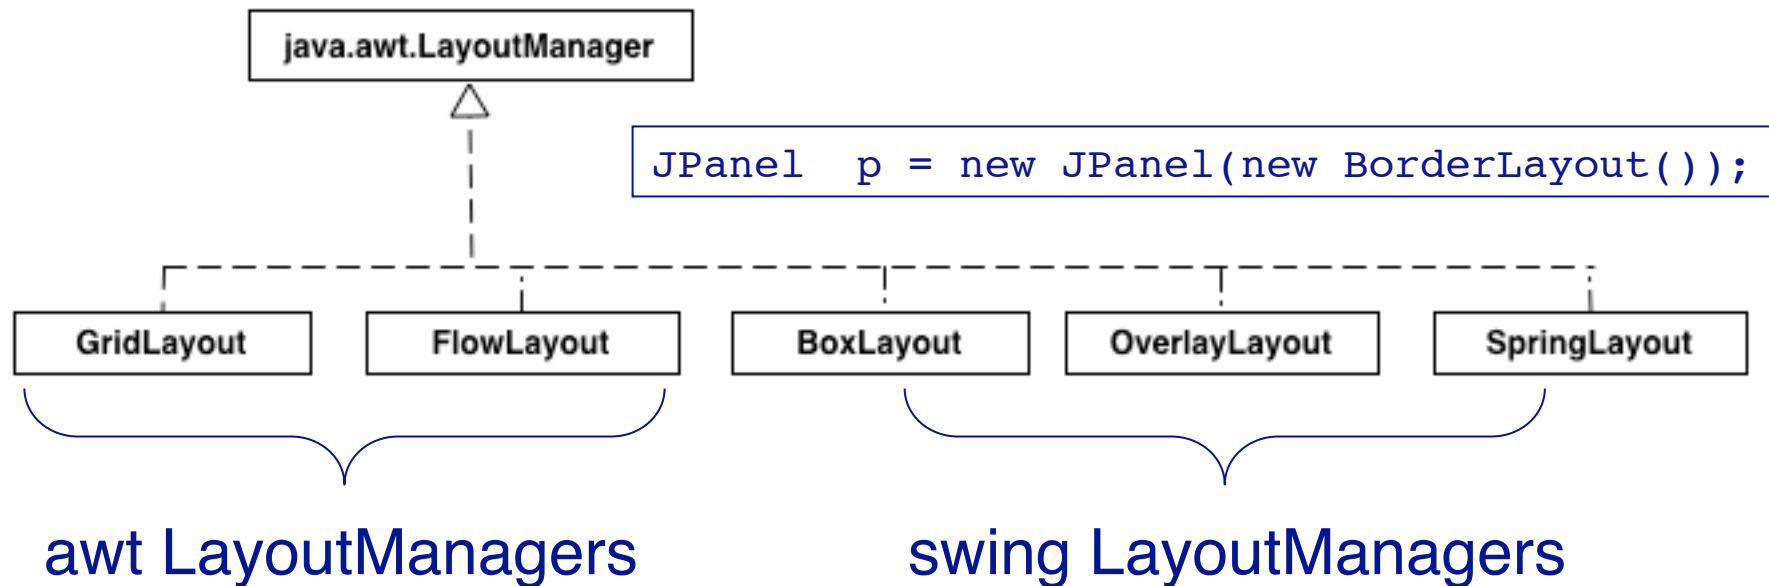 java.awt.LayoutManager
JPanel  p = new JPanel(new BorderLayout());
GridLayout
FlowLayout
BoxLayout
OverlayLayout
SpringLayout
awt LayoutManagers
swing LayoutManagers